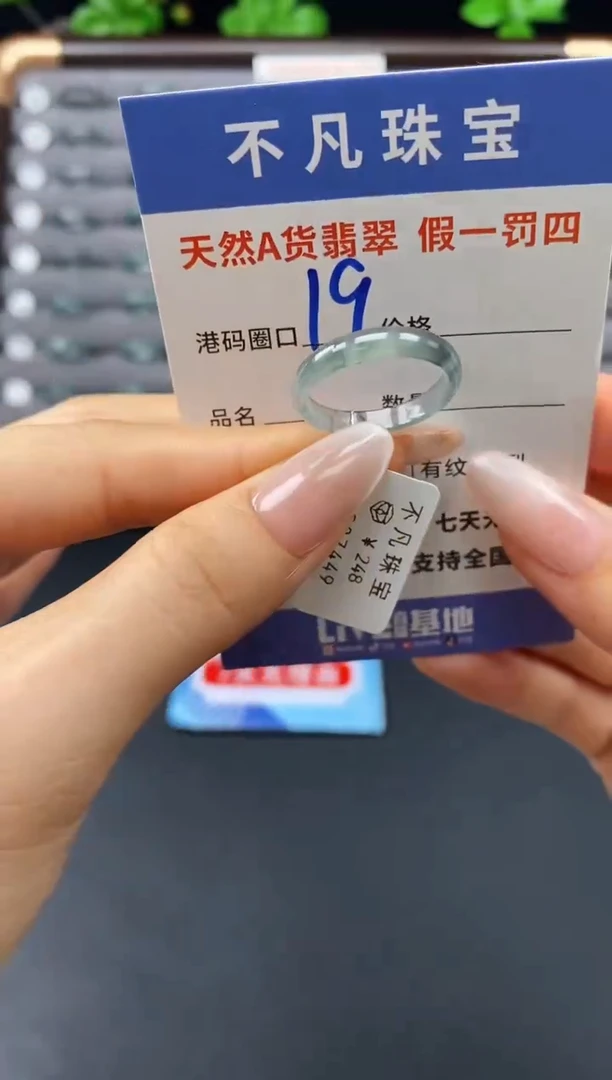 不凡珠宝
天然A货翡翠 假一罚四
港码圈口 19 价格
品名 数量
有纹
七天
支持全国
基地
不凡珠宝
¥248
7449